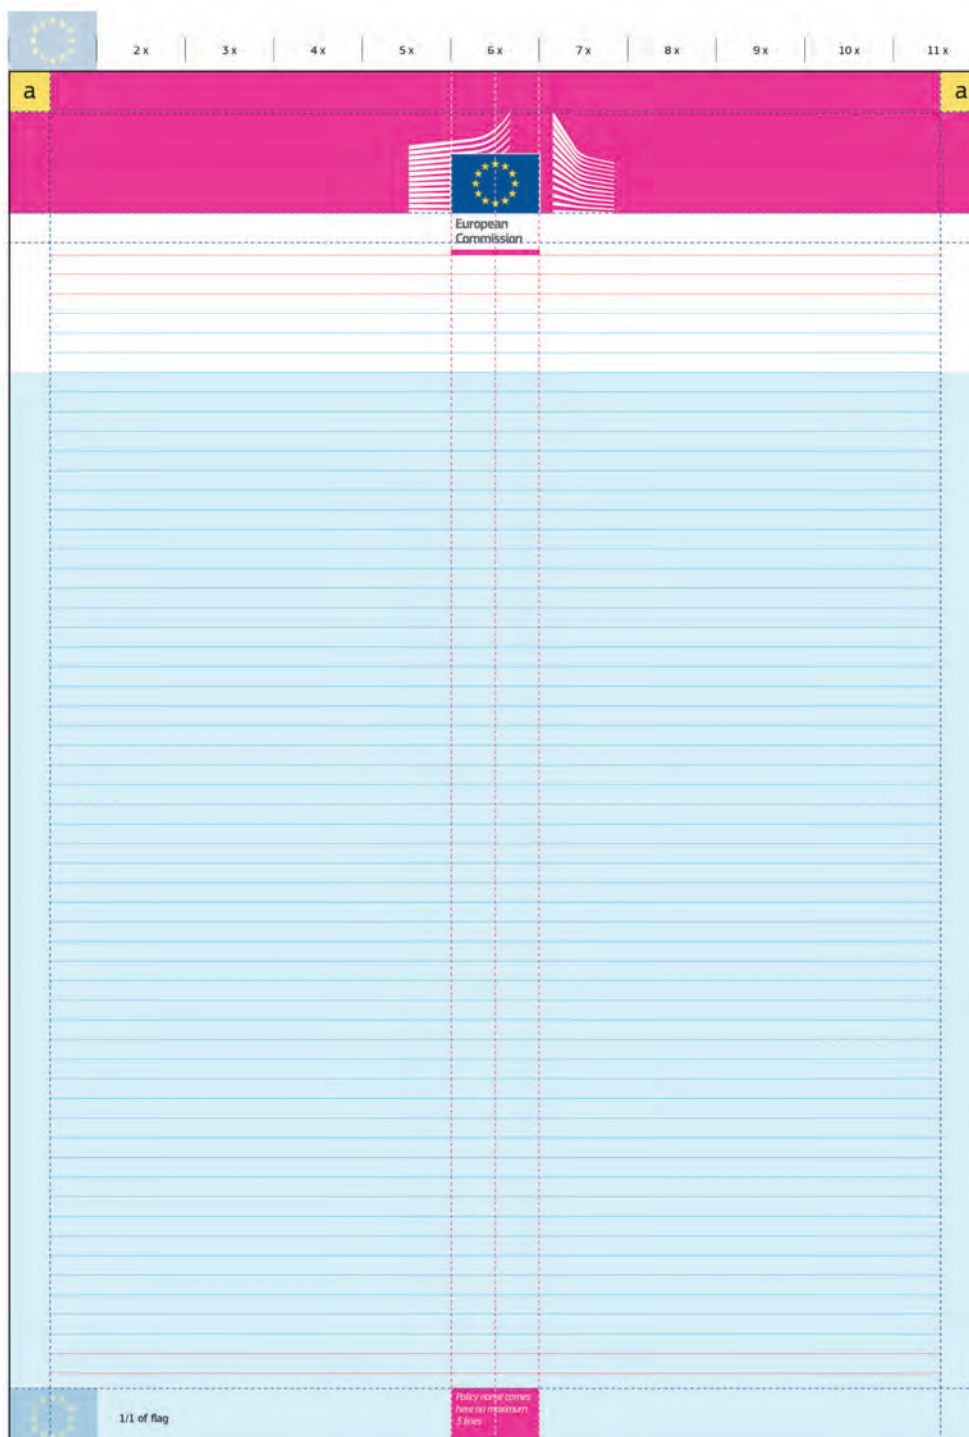 2 x 3 x 4 x 5 x 6 x 7 x 8 x 9 x 10 x 11 x
a a
European
Commission
Policy name comes
here no maximum
3 lines
1/1 of flag